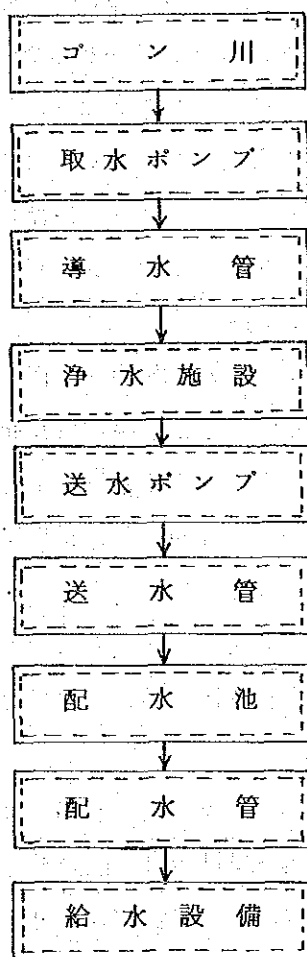 ゴン川
取水ポンプ
導水管
浄水施設
送水ポンプ
送水管
配水池
配水管
給水設備